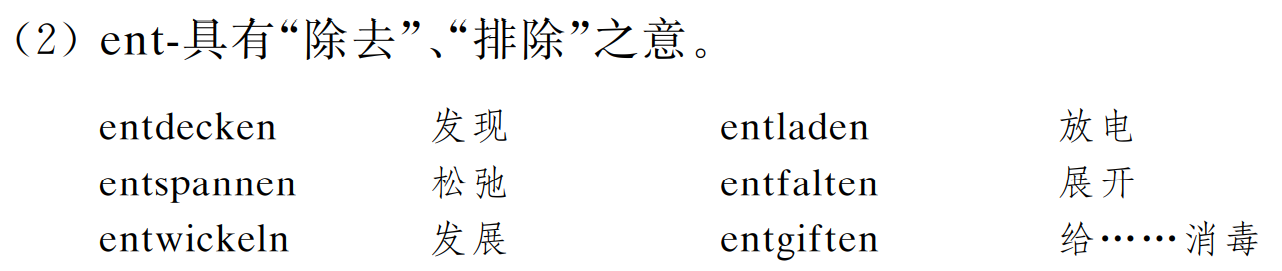 （2）ent-具有“除去”、“排除”之意。
entdecken 发现 entladen 放电
entspannen 松弛 entfalten 展开
entwickeln 发展 entgiften 给……消毒